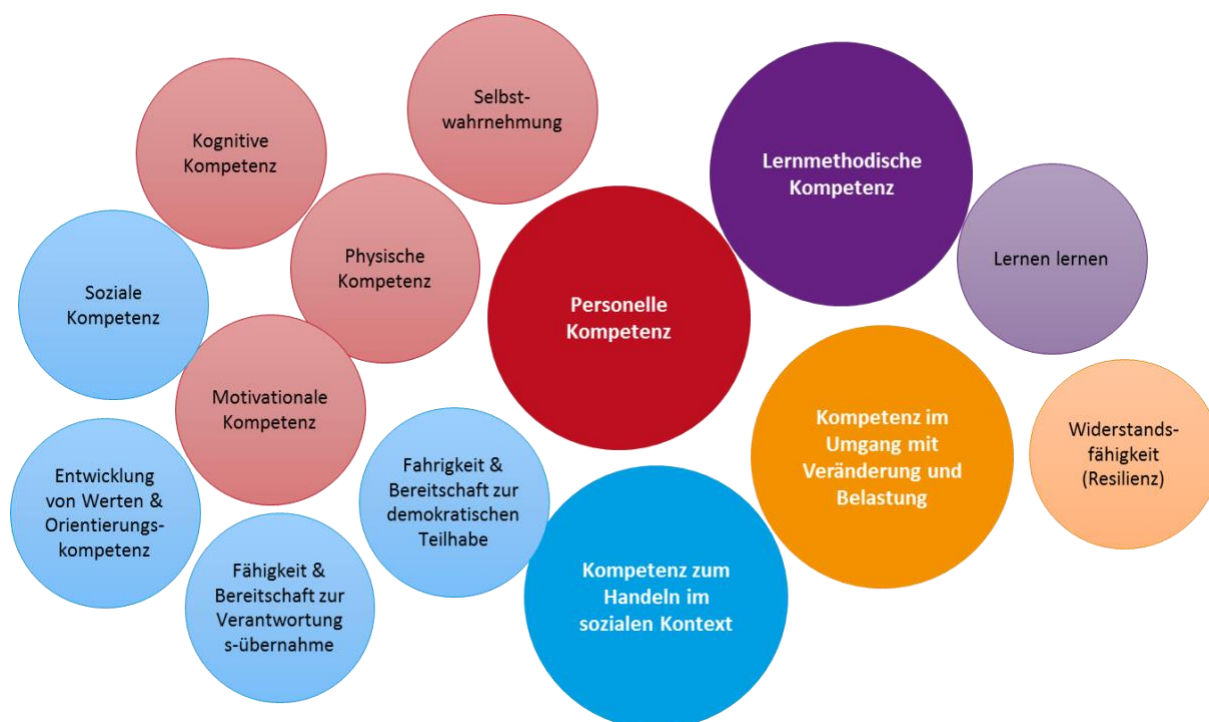 Selbst-
wahrnehmung
Kognitive
Kompetenz
Lernmethodische
Kompetenz
Physische
Kompetenz
Lernen lernen
Soziale
Kompetenz
Personelle
Kompetenz
Motivationale
Kompetenz
Kompetenz im
Umgang mit
Veränderung und
Belastung
Widerstands-
fähigkeit
(Resilienz)
Entwicklung
von Werten &
Orientierungs-
kompetenz
Fahrigkeit &
Bereitschaft zur
demokratischen
Teilhabe
Fähigkeit &
Bereitschaft zur
Verantwortung
s-übernahme
Kompetenz zum
Handeln im
sozialen Kontext